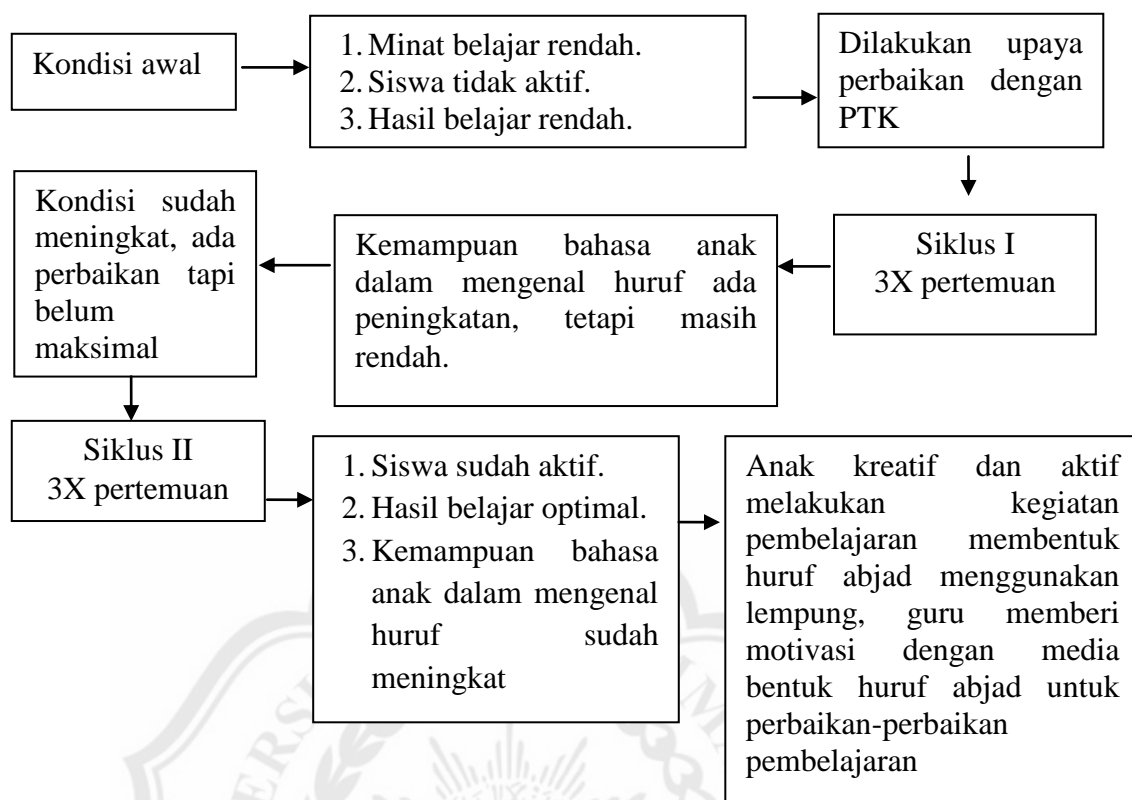 Kondisi awal
1. Minat belajar rendah.
2. Siswa tidak aktif.
3. Hasil belajar rendah.
Dilakukan upaya
perbaikan dengan
PTK
Siklus I
3X pertemuan
Kemampuan bahasa anak
dalam mengenal huruf ada
peningkatan, tetapi masih
rendah.
Kondisi sudah
meningkat, ada
perbaikan tapi
belum
maksimal
Siklus II
3X pertemuan
1. Siswa sudah aktif.
2. Hasil belajar optimal.
3. Kemampuan bahasa
anak dalam mengenal
huruf sudah
meningkat
Anak kreatif dan aktif
melakukan kegiatan
pembelajaran membentuk
huruf abjad menggunakan
lempung, guru memberi
motivasi dengan media
bentuk huruf abjad untuk
perbaikan-perbaikan
pembelajaran